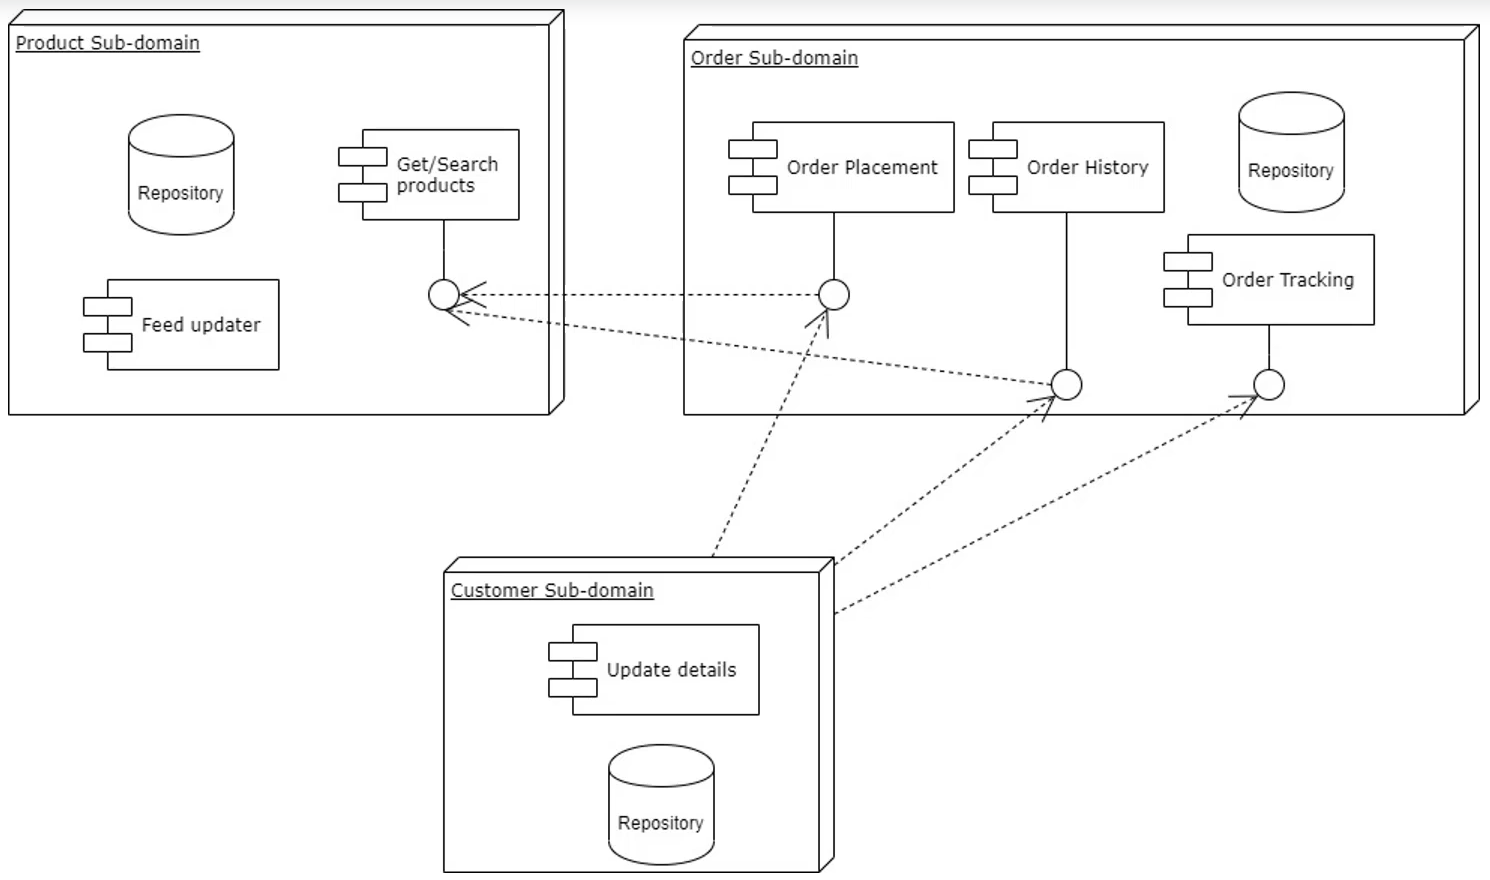 Product Sub-domain
Repository
Get/Search
products
Feed updater
Order Sub-domain
Order Placement
Order History
Repository
Order Tracking
Customer Sub-domain
Update details
Repository